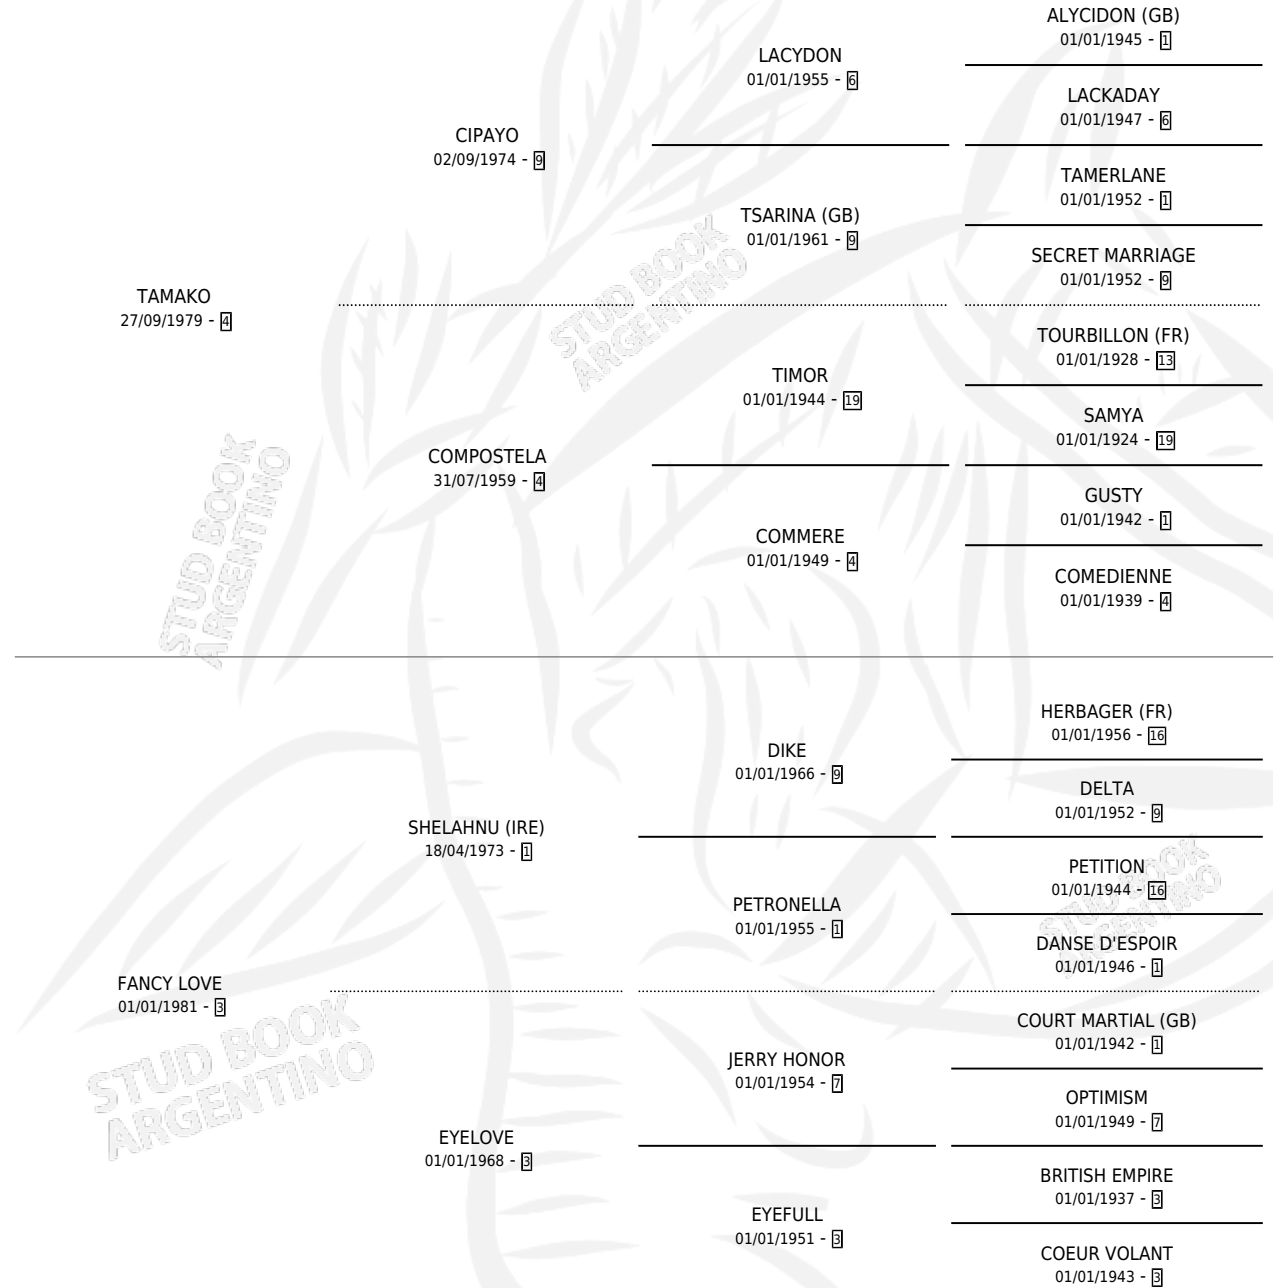 ALYCIDON (GB)
01/01/1945 - 1
LACYDON
01/01/1955 - 6
LACKADAY
01/01/1947 - 6
CIPAYO
02/09/1974 - 9
TAMERLANE
01/01/1952 - 1
TSARINA (GB)
01/01/1961 - 9
SECRET MARRIAGE
01/01/1952 - 9
TAMAKO
27/09/1979 - 4
STUD BOOK
ARGENTINO
TOURBILLON (FR)
01/01/1928 - 13
TIMOR
01/01/1944 - 19
SAMYA
01/01/1924 - 19
COMPOSTELA
31/07/1959 - 4
GUSTY
01/01/1942 - 1
COMMERE
01/01/1949 - 4
COMEDIENNE
01/01/1939 - 4
STUD BOOK
ARGENTINO
HERBAGER (FR)
01/01/1956 - 16
DIKE
01/01/1966 - 9
DELTA
01/01/1952 - 9
SHELAHNU (IRE)
18/04/1973 - 1
PETITION
01/01/1944 - 16
PETRONELLA
01/01/1955 - 1
STUD BOOK
ARGENTINO
DANSE D'ESPOIR
01/01/1946 - 1
FANCY LOVE
01/01/1981 - 3
COURT MARTIAL (GB)
01/01/1942 - 1
JERRY HONOR
01/01/1954 - 7
STUD BOOK
ARGENTINO
OPTIMISM
01/01/1949 - 7
EYELOVE
01/01/1968 - 3
BRITISH EMPIRE
01/01/1937 - 3
EYEFULL
01/01/1951 - 3
COEUR VOLANT
01/01/1943 - 3